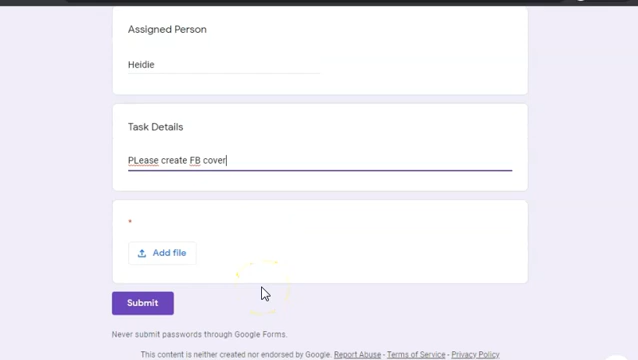 Assigned Person
Heidie
Task Details
PLease create FB cover
*
Add file
Submit
Never submit passwords through Google Forms.
This content is neither created nor endorsed by Google. Report Abuse - Terms of Service - Privacy Policy